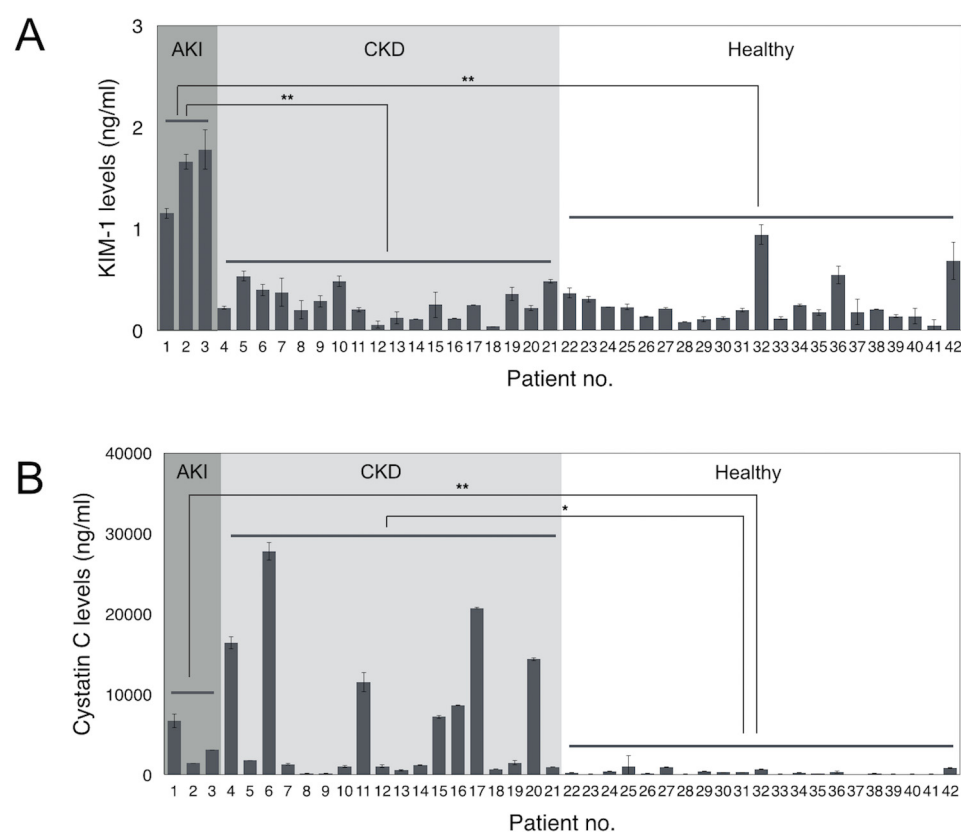 A
3
AKI
CKD
Healthy
**
**
2
1
0
KIM-1 levels (ng/ml)
1 2 3 4 5 6 7 8 9 10 11 12 13 14 15 16 17 18 19 20 21 22 23 24 25 26 27 28 29 30 31 32 33 34 35 36 37 38 39 40 41 42
Patient no.
B
40000
AKI
CKD
Healthy
**
*
30000
20000
10000
0
Cystatin C levels (ng/ml)
1 2 3 4 5 6 7 8 9 10 11 12 13 14 15 16 17 18 19 20 21 22 23 24 25 26 27 28 29 30 31 32 33 34 35 36 37 38 39 40 41 42
Patient no.